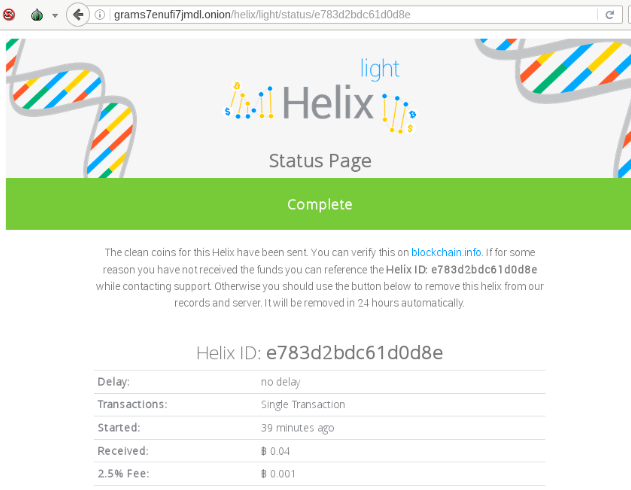 grams7enufi7jmdl.onion/helix/light/status/e783d2bdc61d0d8e
light
Helix
Status Page
Complete
The clean coins for this Helix have been sent. You can verify this on blockchain.info. If for some
reason you have not received the funds you can reference the Helix ID: e783d2bdc61d0d8e
while contacting support. Otherwise you should use the button below to remove this helix from our
records and server. It will be removed in 24 hours automatically.
Helix ID: e783d2bdc61d0d8e
Delay: no delay
Transactions: Single Transaction
Started: 39 minutes ago
Received: ฿ 0.04
2.5% Fee: ฿ 0.001